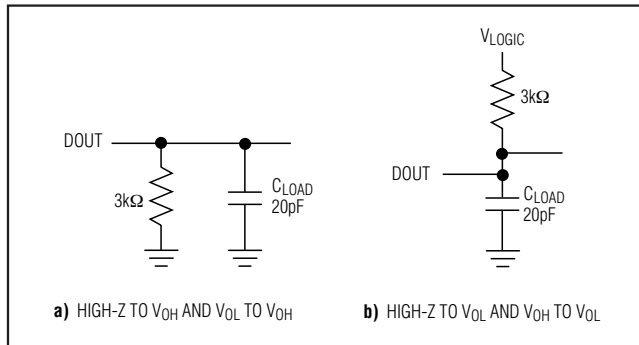 DOUT
3kΩ
CLOAD
20pF
a) HIGH-Z TO VOH AND VOL TO VOH
VLOGIC
3kΩ
DOUT
CLOAD
20pF
b) HIGH-Z TO VOL AND VOH TO VOL